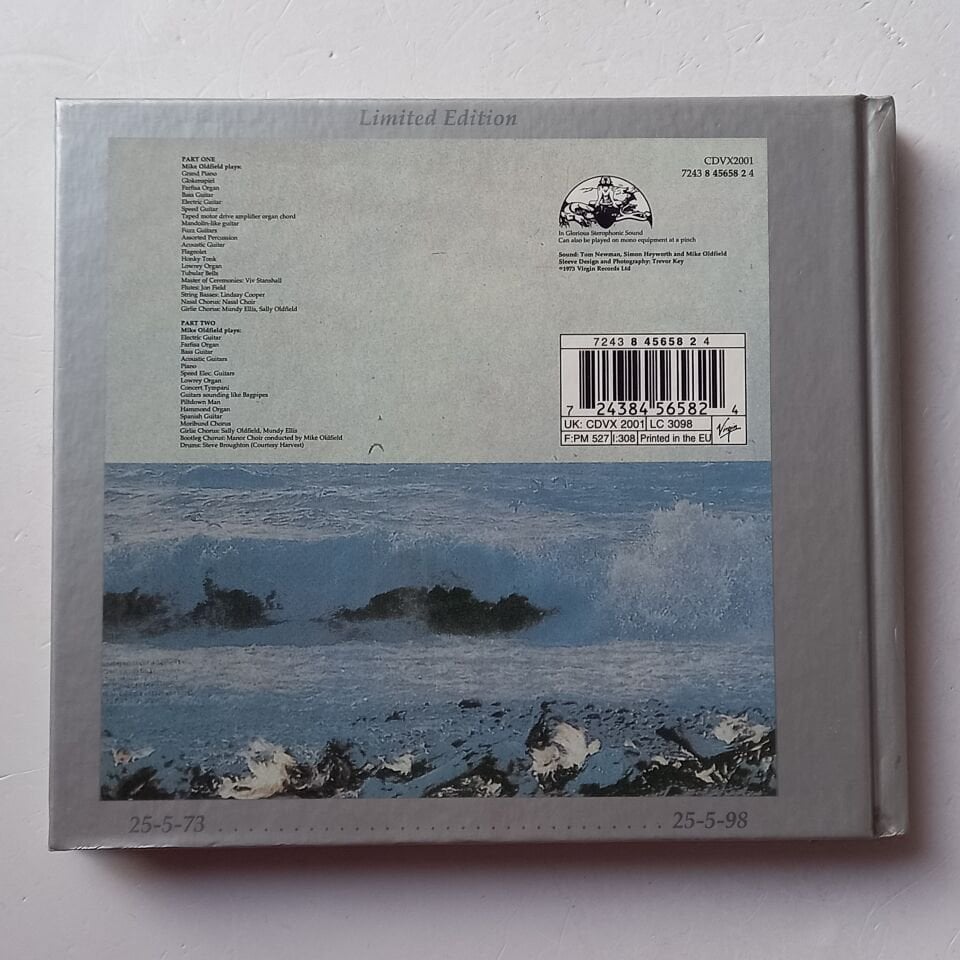 Limited Edition
PART ONE
Mike Oldfield plays:
Grand Piano
Glokenspiel
Farfisa Organ
Bass Guitar
Electric Guitar
Speed Guitar
Taped motor drive amplifier organ chord
Mandolin-like guitar
Fuzz Guitars
Assorted Percussion
Acoustic Guitar
Flageolet
Honky Tonk
Lowrey Organ
Tubular Bells
Master of Ceremonies: Viv Stanshall
Flutes: Jon Field
String Basses: Lindsay Cooper
Nasal Chorus: Nasal Choir
Girlie Chorus: Mundy Ellis, Sally Oldfield
PART TWO
Mike Oldfield plays:
Electric Guitar
Farfisa Organ
Bass Guitar
Acoustic Guitars
Piano
Speed Elec. Guitars
Lowrey Organ
Concert Tympani
Guitars sounding like Bagpipes
Piltdown Man
Hammond Organ
Spanish Guitar
Moribund Chorus
Girlie Chorus: Sally Oldfield, Mundy Ellis
Bootleg Chorus: Manor Choir conducted by Mike Oldfield
Drums: Steve Broughton (Courtesy Harvest)
CDVX2001
7243 8 45658 2 4
In Glorious Sterophonic Sound
Can also be played on mono equipment at a pinch
Sound: Tom Newman, Simon Heyworth and Mike Oldfield
Sleeve Design and Photography: Trevor Key
℗1973 Virgin Records Ltd
7243 8 45658 2 4
7 24384 56582 4
UK: CDVX 2001 LC 3098
F:PM 527 I:308 Printed in the EU
Virgin
25-5-73 . . . . . . . . . . . . . . . . . . . . . . . . . . . . . . . . . . . . 25-5-98